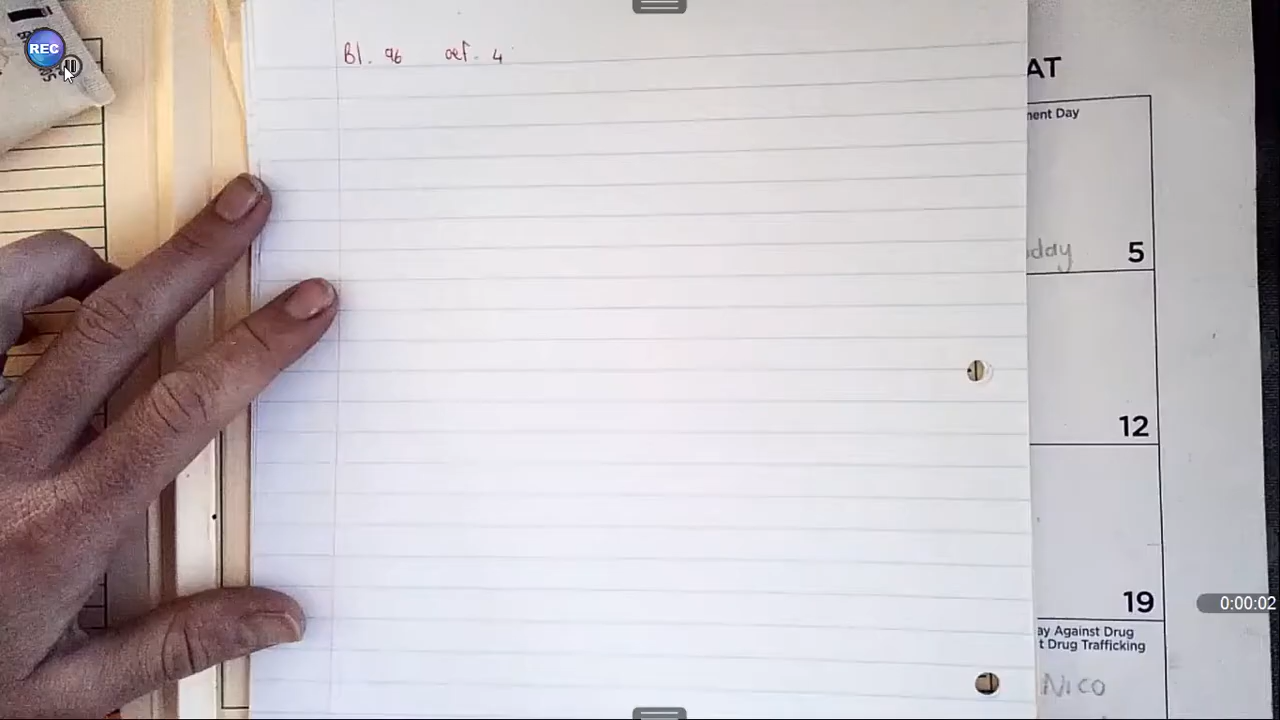 REC
Bl. 96 oef. 4
AT
ment Day
day
5
12
19
ay Against Drug
t Drug Trafficking
NICO
0:00:02